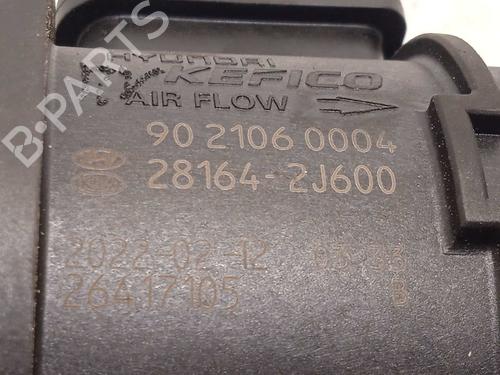 B-PARTS
HYUNDAI
KEFICO
AIR FLOW
90 2106 0004
28164-2J600
2022-02-12
26417105 B